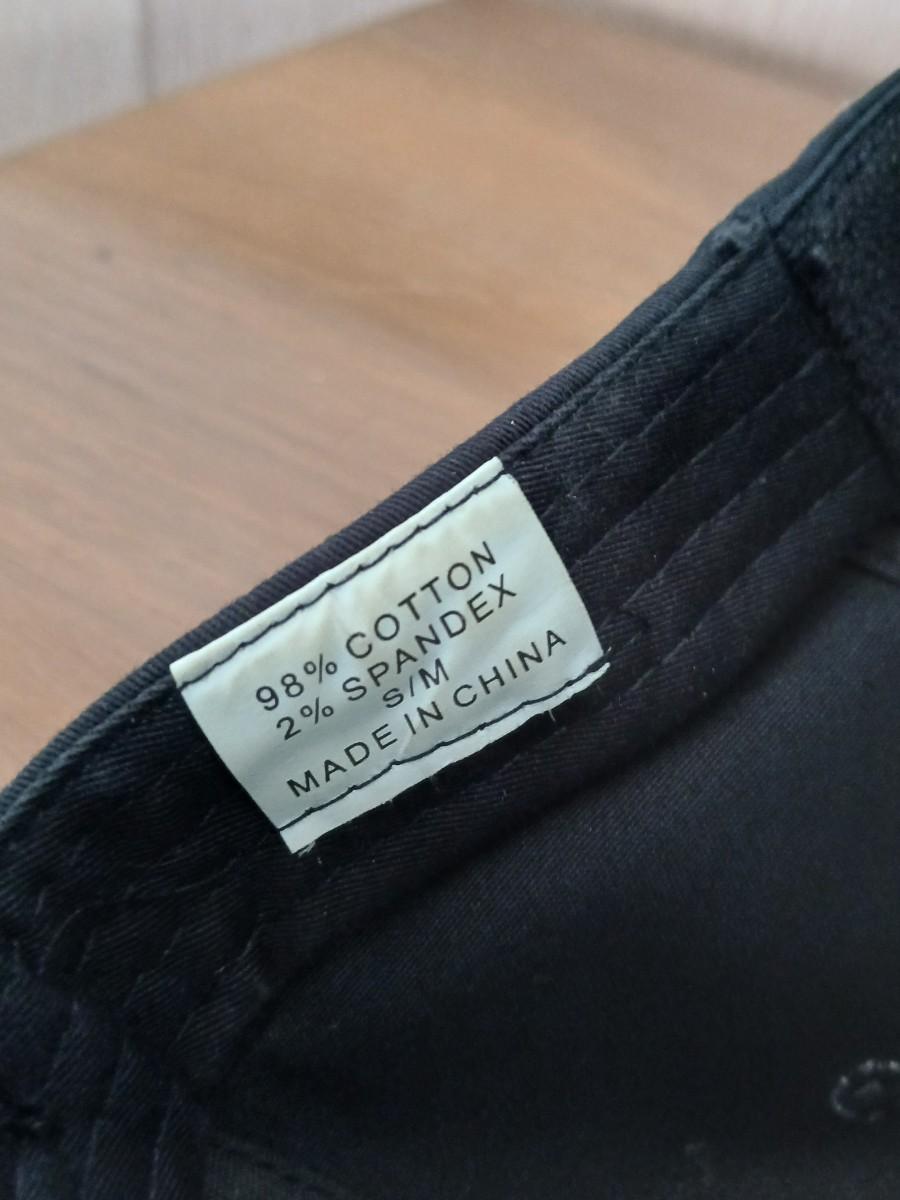 98% COTTON
2% SPANDEX
S/M
MADE IN CHINA